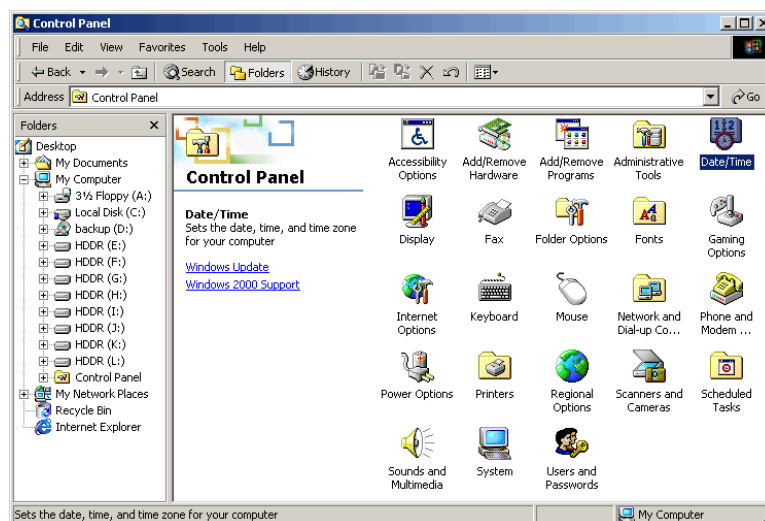 Control Panel
File Edit View Favorites Tools Help
Back Search Folders History
Address Control Panel Go
Folders
Desktop
My Documents
My Computer
3½ Floppy (A:)
Local Disk (C:)
backup (D:)
HDDR (E:)
HDDR (F:)
HDDR (G:)
HDDR (H:)
HDDR (I:)
HDDR (J:)
HDDR (K:)
HDDR (L:)
Control Panel
My Network Places
Recycle Bin
Internet Explorer
Control Panel
Date/Time
Sets the date, time, and time zone
for your computer
Windows Update
Windows 2000 Support
Accessibility
Options
Add/Remove
Hardware
Add/Remove
Programs
Administrative
Tools
Date/Time
Display
Fax
Folder Options
Fonts
Gaming
Options
Internet
Options
Keyboard
Mouse
Network and
Dial-up Co...
Phone and
Modem ...
Power Options
Printers
Regional
Options
Scanners and
Cameras
Scheduled
Tasks
Sounds and
Multimedia
System
Users and
Passwords
Sets the date, time, and time zone for your computer
My Computer